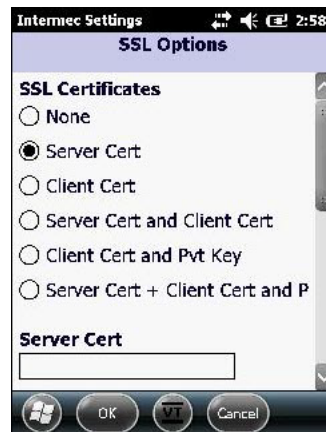 Intermec Settings 2:58
SSL Options
SSL Certificates
None
Server Cert
Client Cert
Server Cert and Client Cert
Client Cert and Pvt Key
Server Cert + Client Cert and P
Server Cert
OK VT Cancel